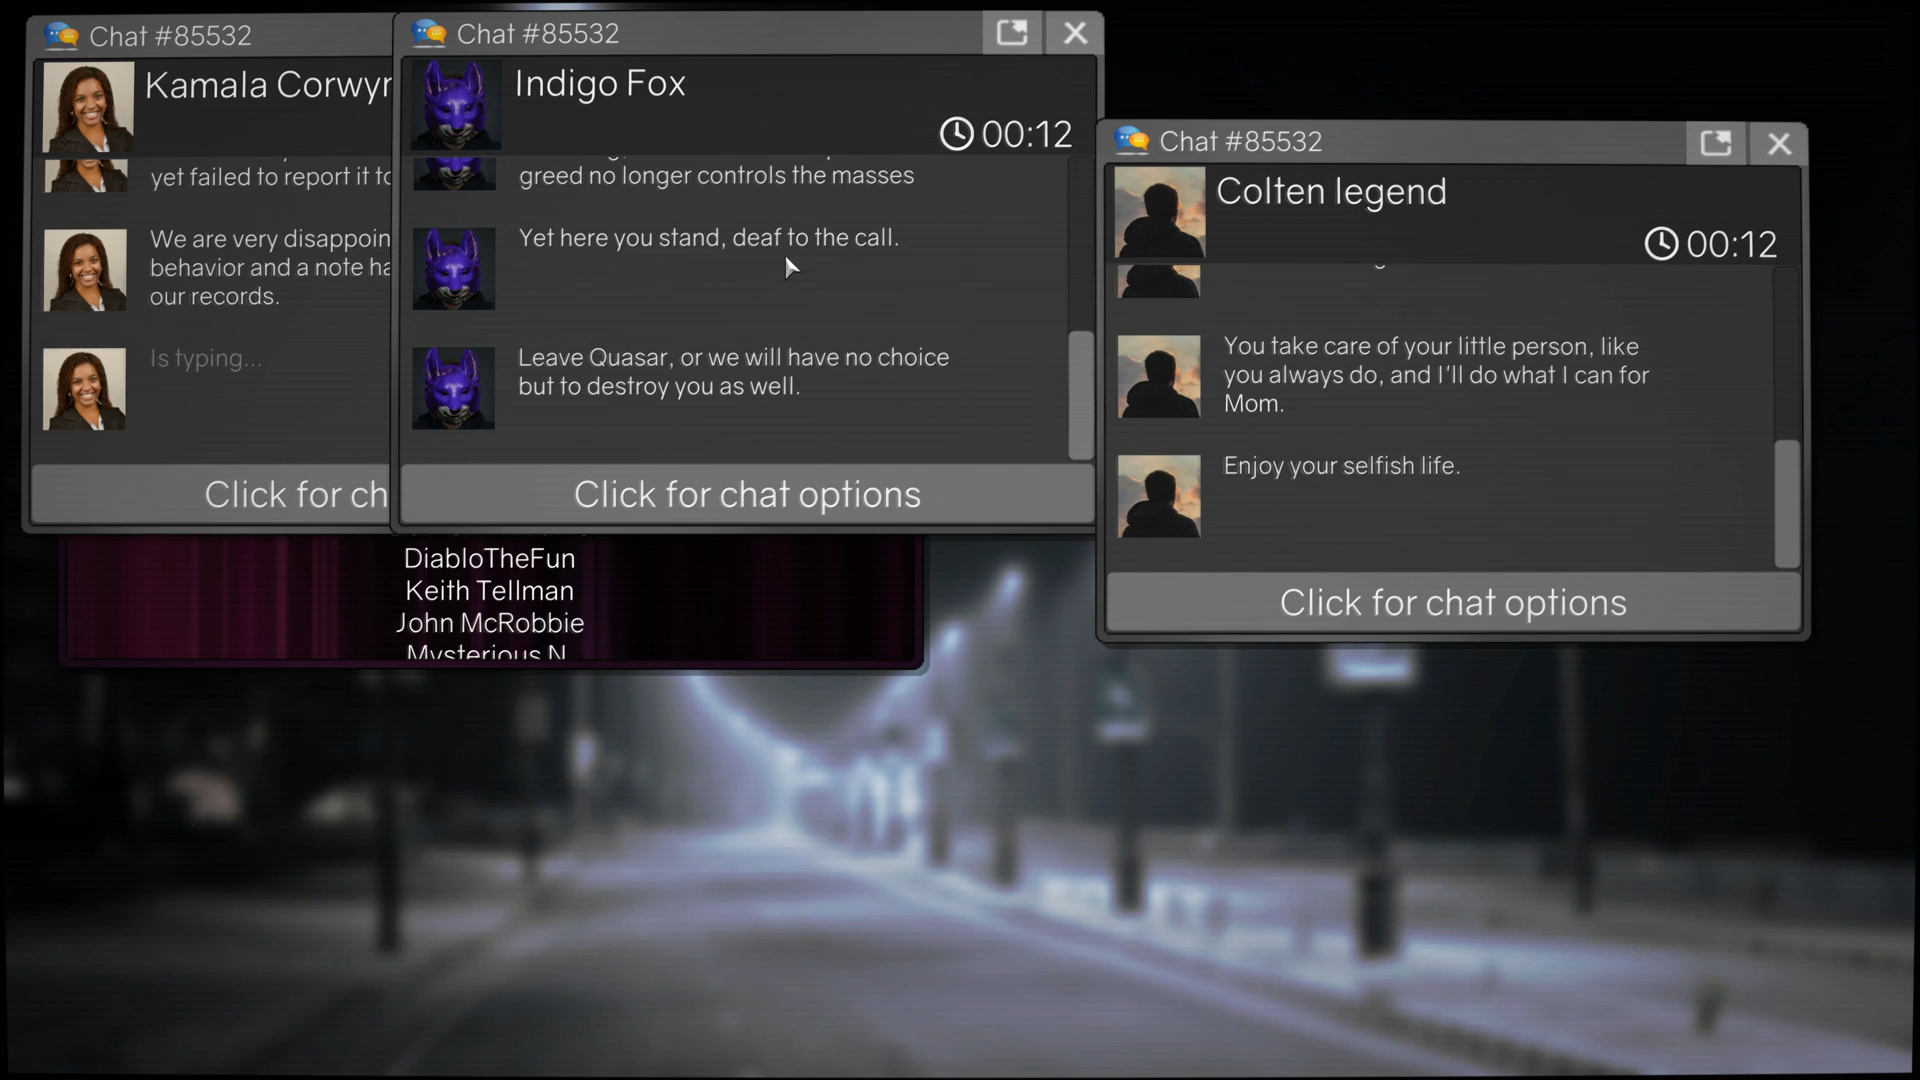 Chat #85532
Kamala Corwyn
yet failed to report it to
We are very disappoin
behavior and a note ha
our records.
Is typing...
Click for ch
Chat #85532
Indigo Fox
00:12
greed no longer controls the masses
Yet here you stand, deaf to the call.
Leave Quasar, or we will have no choice
but to destroy you as well.
Click for chat options
Chat #85532
Colten legend
00:12
You take care of your little person, like
you always do, and I'll do what I can for
Mom.
Enjoy your selfish life.
Click for chat options
DiabloTheFun
Keith Tellman
John McRobbie
Mysterious N